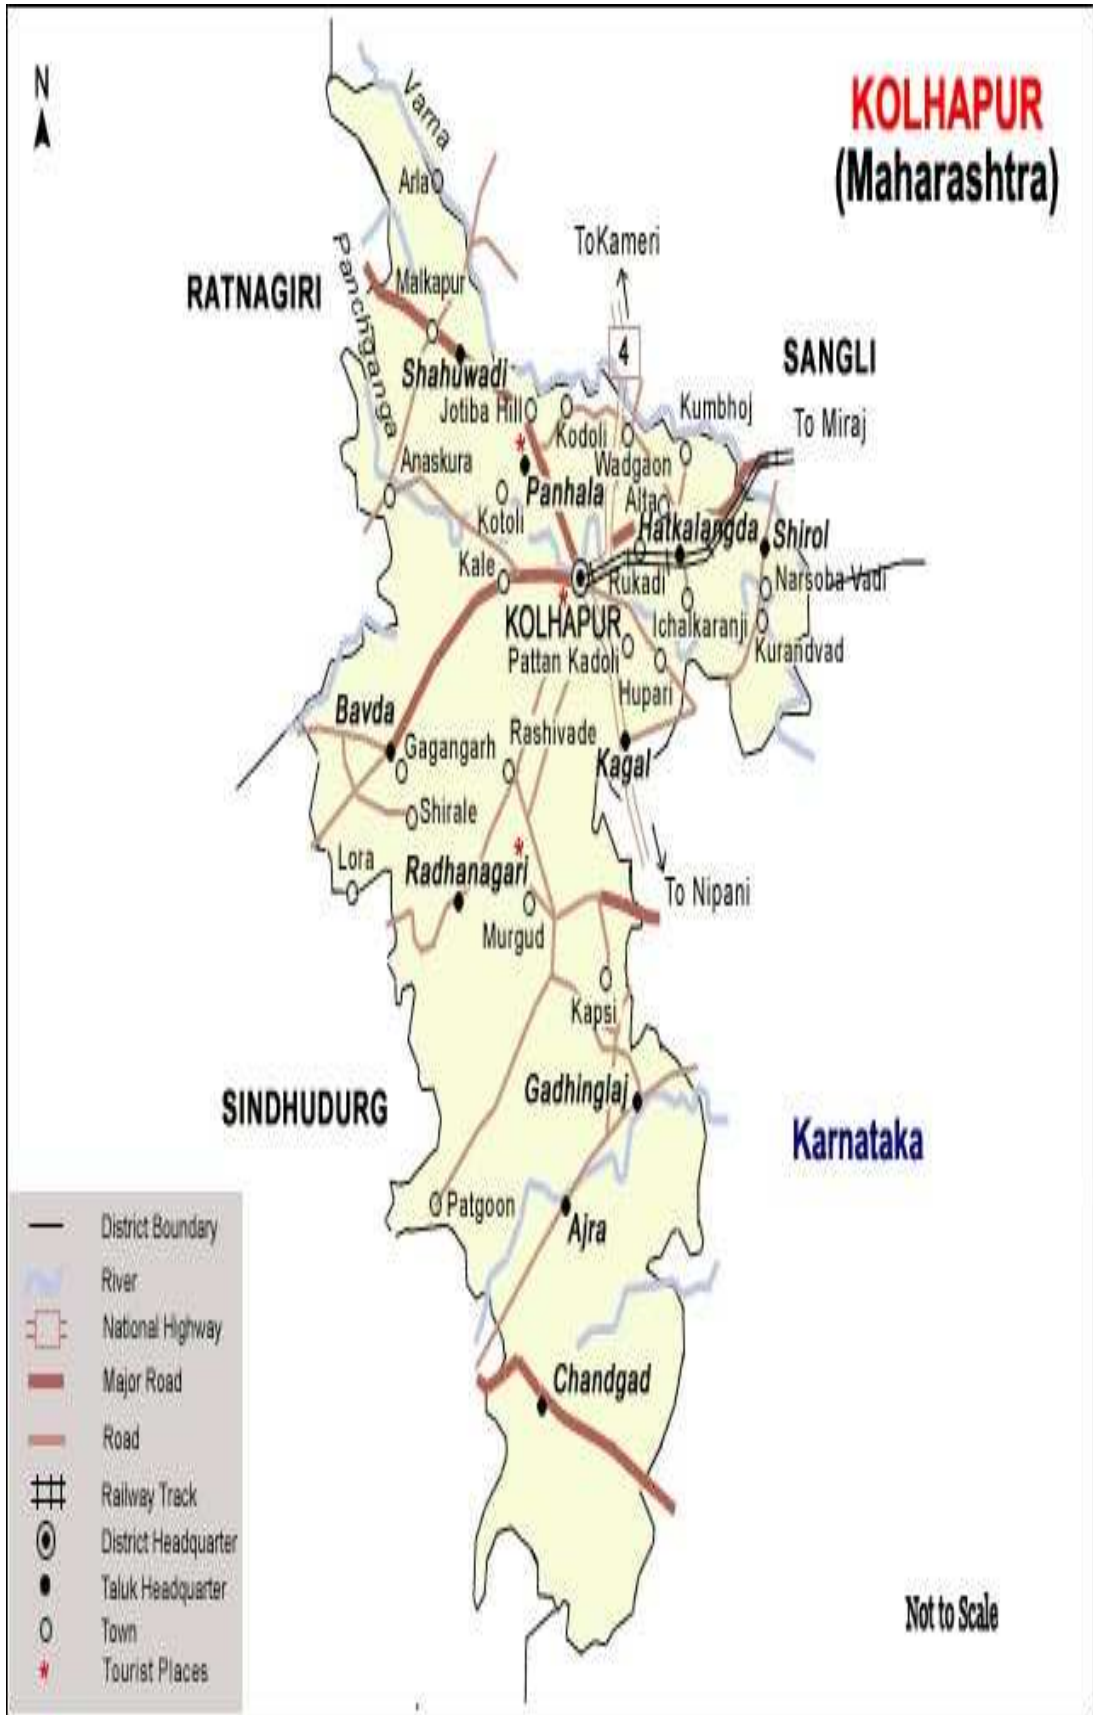 N
KOLHAPUR
(Maharashtra)
Varna
Arla
ToKameri
Panchganga
RATNAGIRI
Malkapur
4
SANGLI
Shahuwadi
Jotiba Hill
Kumbhoj
To Miraj
Kodoli
Anaskura
Wadgaon
Panhala
Alta
Kotoli
Hatkalangda
Shirol
Kale
Rukadi
Narsoba Vadi
KOLHAPUR
Ichalkaranji
Pattan Kadoli
Kurandvad
Hupari
Bavda
Rashivade
Gagangarh
Kagal
Shirale
Lora
Radhanagari
To Nipani
Murgud
Kapsi
Gadhinglaj
SINDHUDURG
Karnataka
Patgoon
Ajra
Chandgad
District Boundary
River
National Highway
Major Road
Road
Railway Track
District Headquarter
Taluk Headquarter
Town
Tourist Places
Not to Scale